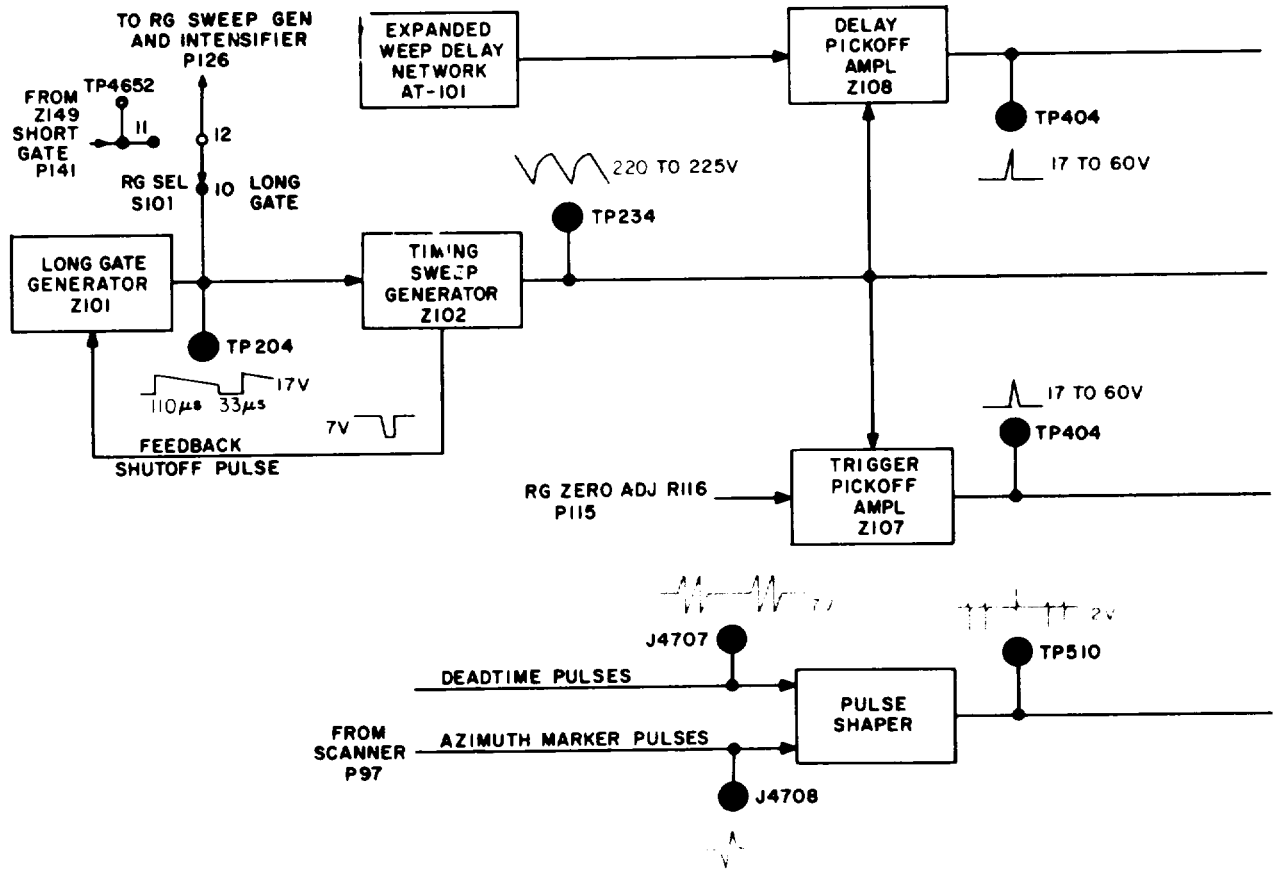 TO RG SWEEP GEN
AND INTENSIFIER
P126
TP4652
FROM
Z149
SHORT
GATE
P141
11
12
RG SEL
S101
10 LONG
GATE
EXPANDED
WEEP DELAY
NETWORK
AT-101
DELAY
PICKOFF
AMPL
Z108
TP404
17 TO 60V
220 TO 225V
TP234
LONG GATE
GENERATOR
Z101
TIMING
SWEEP
GENERATOR
Z102
TP204
17V
110µs 33µs
7V
FEEDBACK
SHUTOFF PULSE
17 TO 60V
TP404
RG ZERO ADJ R116
P115
TRIGGER
PICKOFF
AMPL
Z107
J4707
2V
TP510
DEADTIME PULSES
FROM
SCANNER
P97
AZIMUTH MARKER PULSES
PULSE
SHAPER
J4708